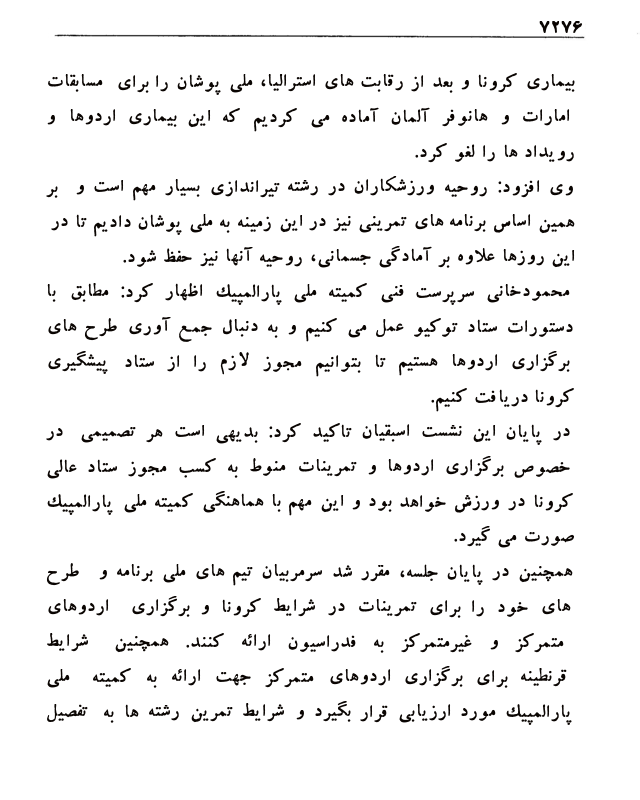 ۷۲۷۶
بیماری کرونا و بعد از رقابت های استرالیا، ملی پوشان را برای مسابقات
امارات و هانوفر آلمان آماده می کردیم که این بیماری اردوها و
رویداد ها را لغو کرد.
وی افزود: روحیه ورزشکاران در رشته تیراندازی بسیار مهم است و بر
همین اساس برنامه های تمرینی نیز در این زمینه به ملی پوشان دادیم تا در
این روزها علاوه بر آمادگی جسمانی، روحیه آنها نیز حفظ شود.
محمودخانی سرپرست فنی کمیته ملی پارالمپیك اظهار کرد: مطابق با
دستورات ستاد توکیو عمل می کنیم و به دنبال جمع آوری طرح های
برگزاری اردوها هستیم تا بتوانیم مجوز لازم را از ستاد پیشگیری
کرونا دریافت کنیم.
در پایان این نشست اسبقیان تاکید کرد: بدیهی است هر تصمیمی در
خصوص برگزاری اردوها و تمرینات منوط به کسب مجوز ستاد عالی
کرونا در ورزش خواهد بود و این مهم با هماهنگی کمیته ملی پارالمپیك
صورت می گیرد.
همچنین در پایان جلسه، مقرر شد سرمربیان تیم های ملی برنامه و طرح
های خود را برای تمرینات در شرایط کرونا و برگزاری اردوهای
متمرکز و غیرمتمرکز به فدراسیون ارائه کنند. همچنین شرایط
قرنطینه برای برگزاری اردوهای متمرکز جهت ارائه به کمیته ملی
پارالمپیك مورد ارزیابی قرار بگیرد و شرایط تمرین رشته ها به تفصیل